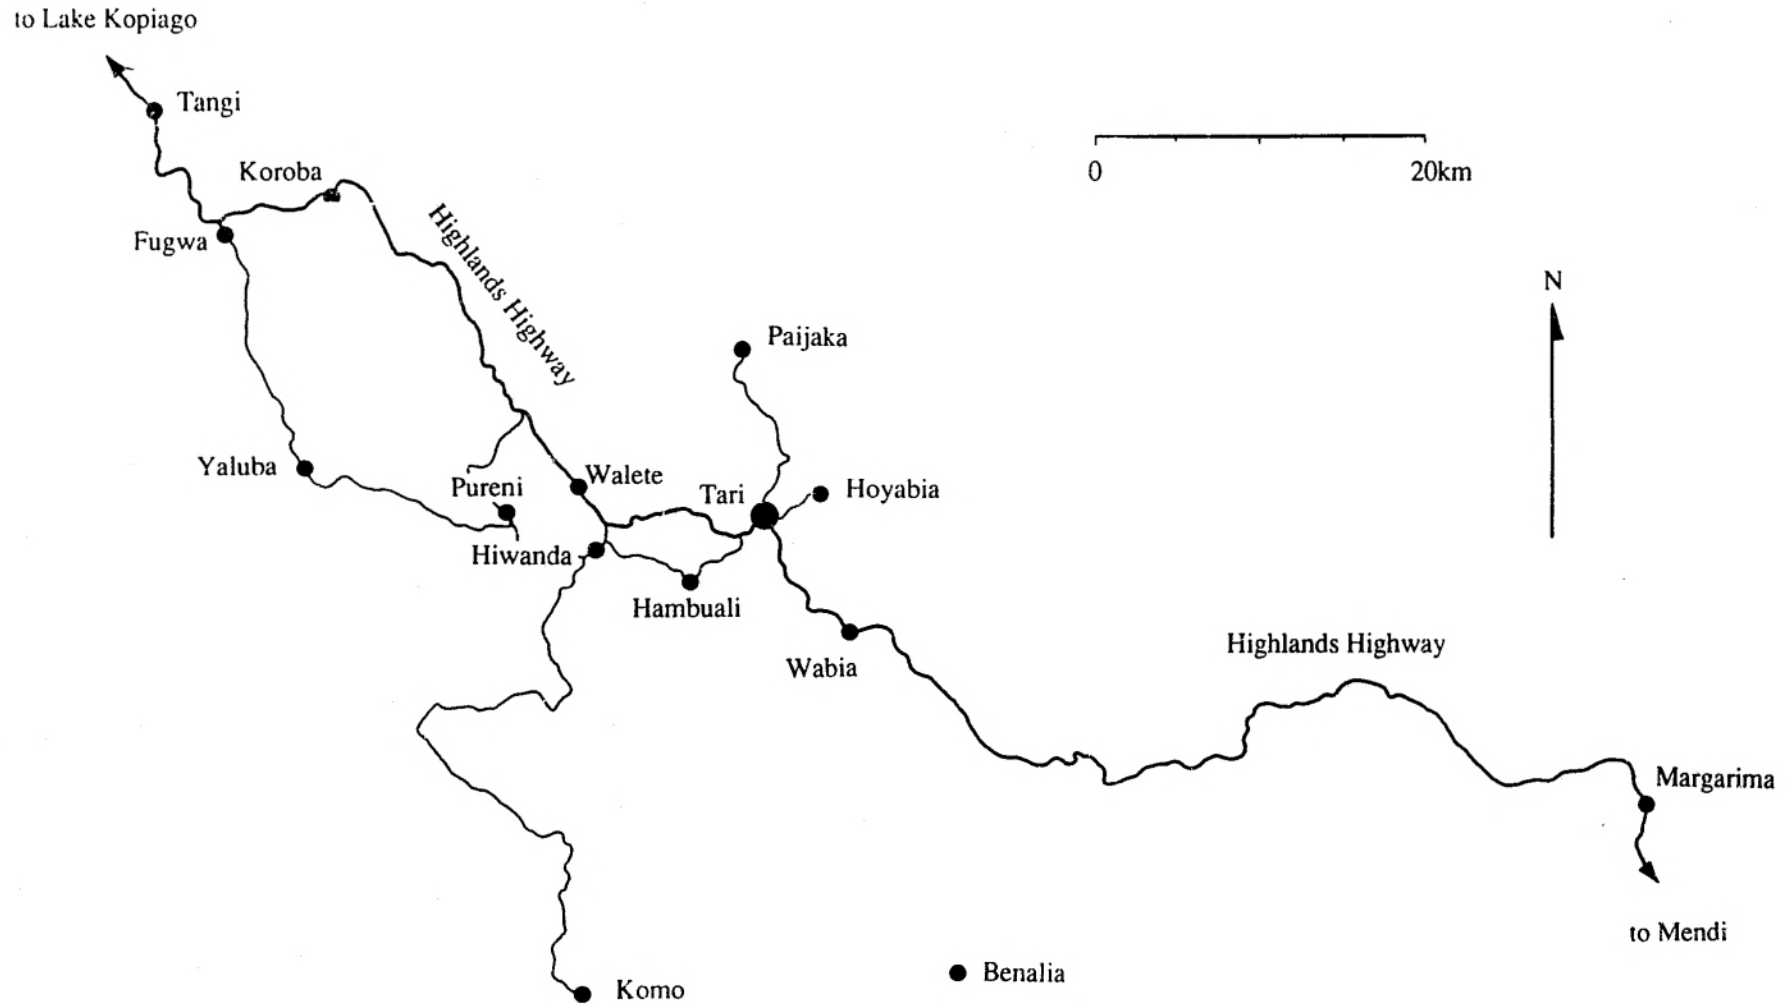 to Lake Kopiago
Tangi
Koroba
0
20km
Highlands Highway
Fugwa
N
Paijaka
Yaluba
Pureni
Walete
Tari
Hoyabia
Hiwanda
Hambuali
Wabia
Highlands Highway
Margarima
to Mendi
Benalia
Komo